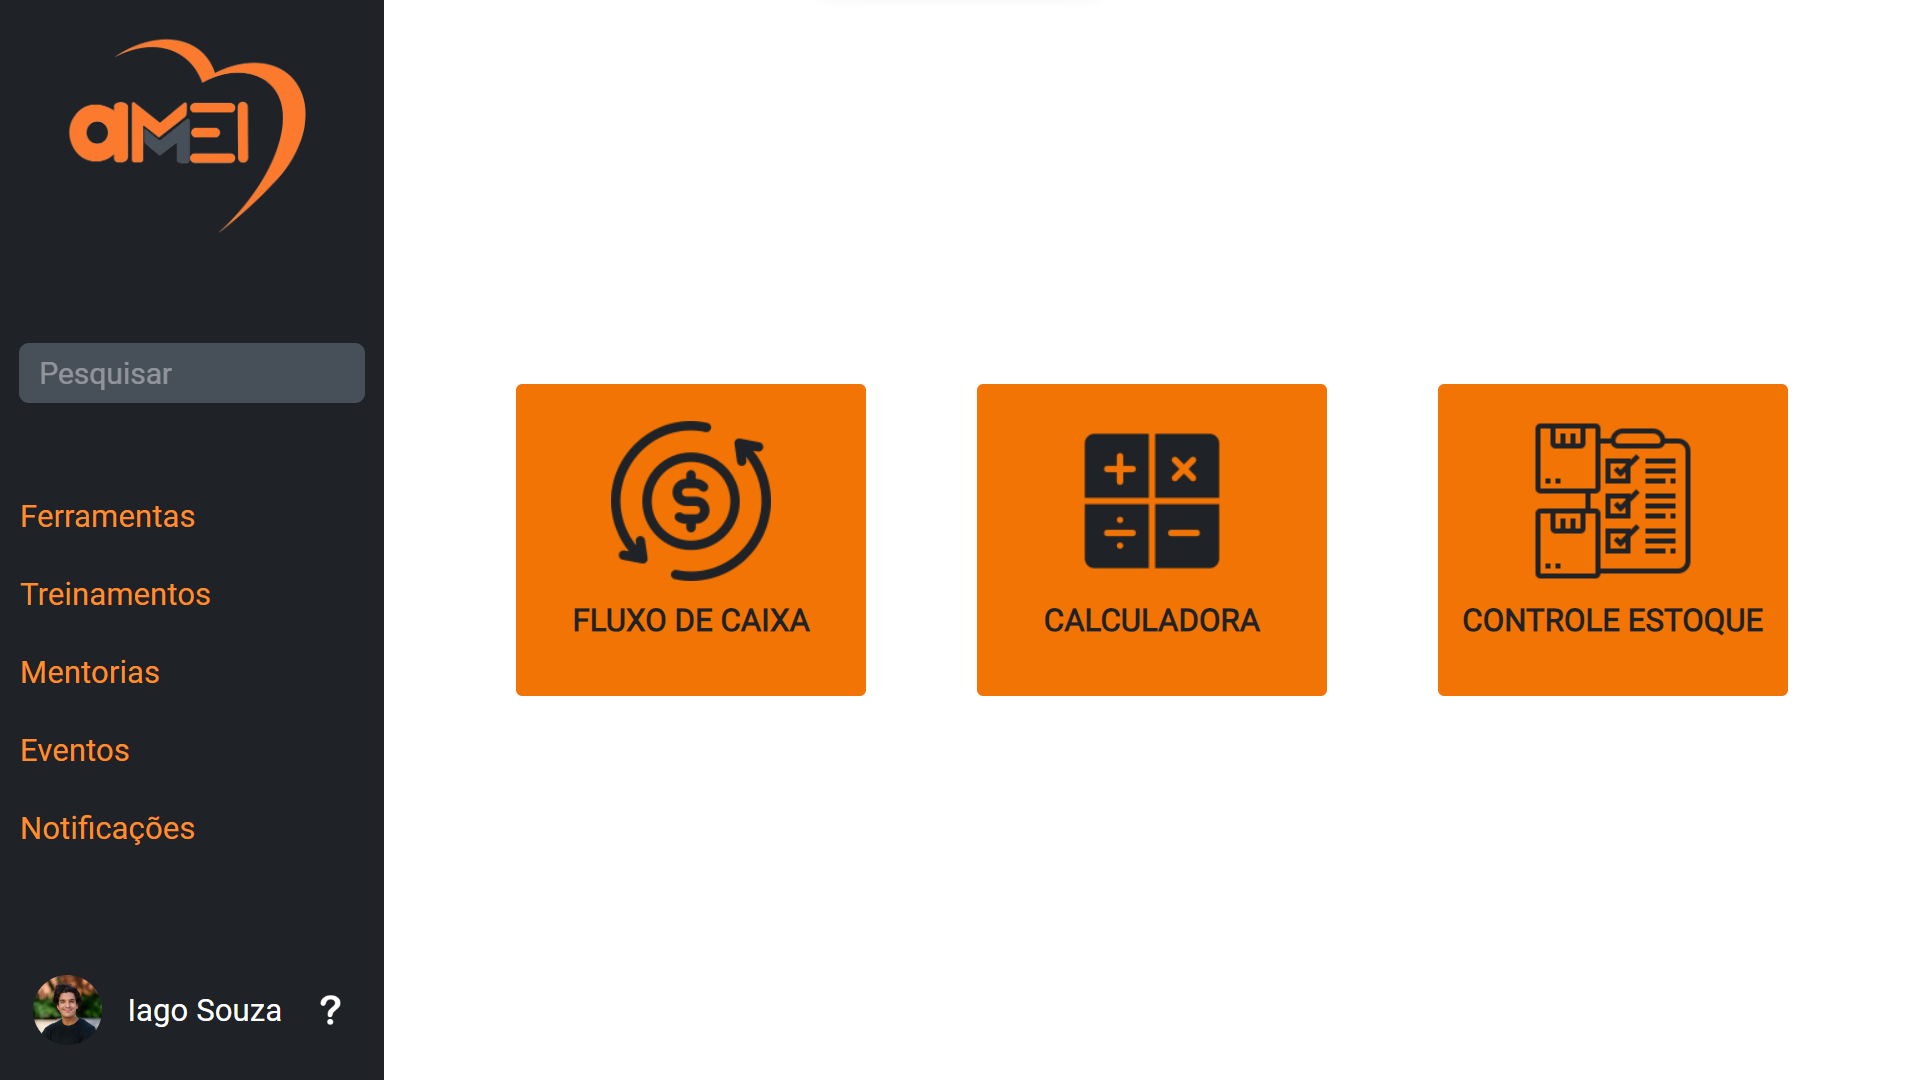 aMEI
Pesquisar
Ferramentas
Treinamentos
Mentorias
Eventos
Notificações
Iago Souza ?
FLUXO DE CAIXA
CALCULADORA
CONTROLE ESTOQUE